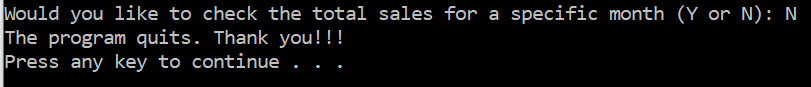 Would you like to check the total sales for a specific month (Y or N): N
The program quits. Thank you!!!
Press any key to continue . . .